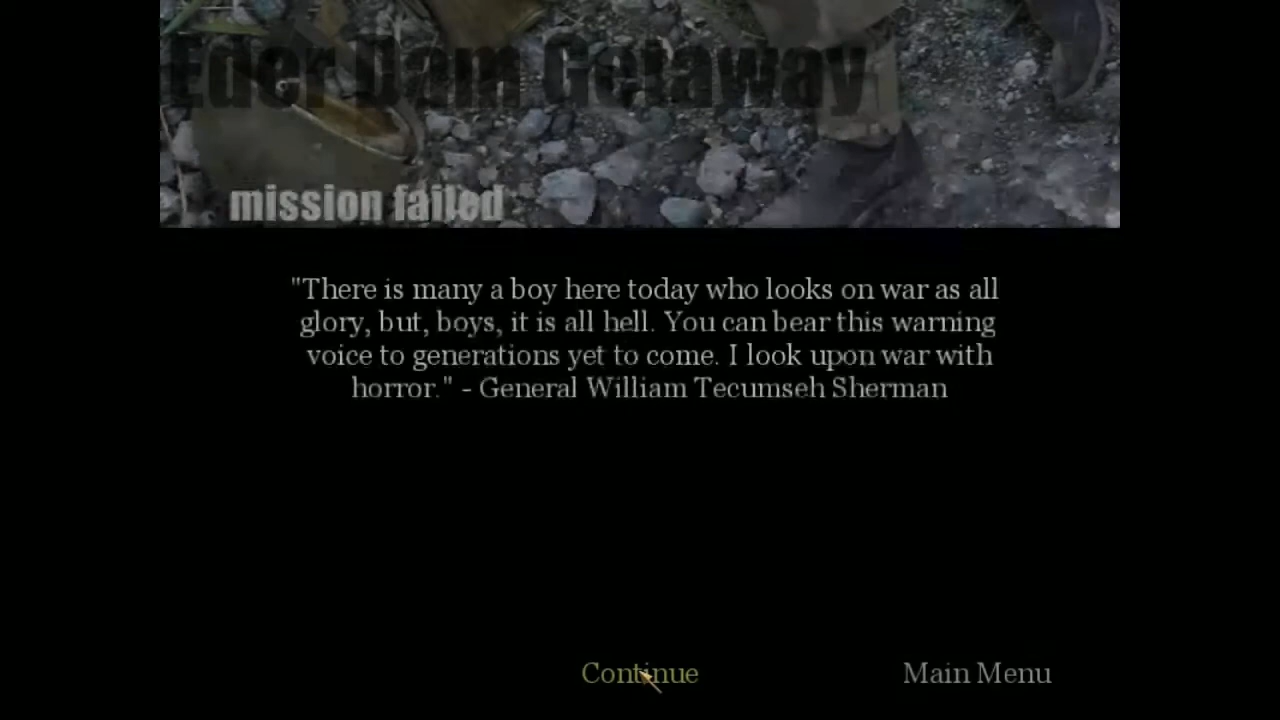 Eder Dam Getaway
mission failed
"There is many a boy here today who looks on war as all
glory, but, boys, it is all hell. You can bear this warning
voice to generations yet to come. I look upon war with
horror." - General William Tecumseh Sherman
Continue
Main Menu